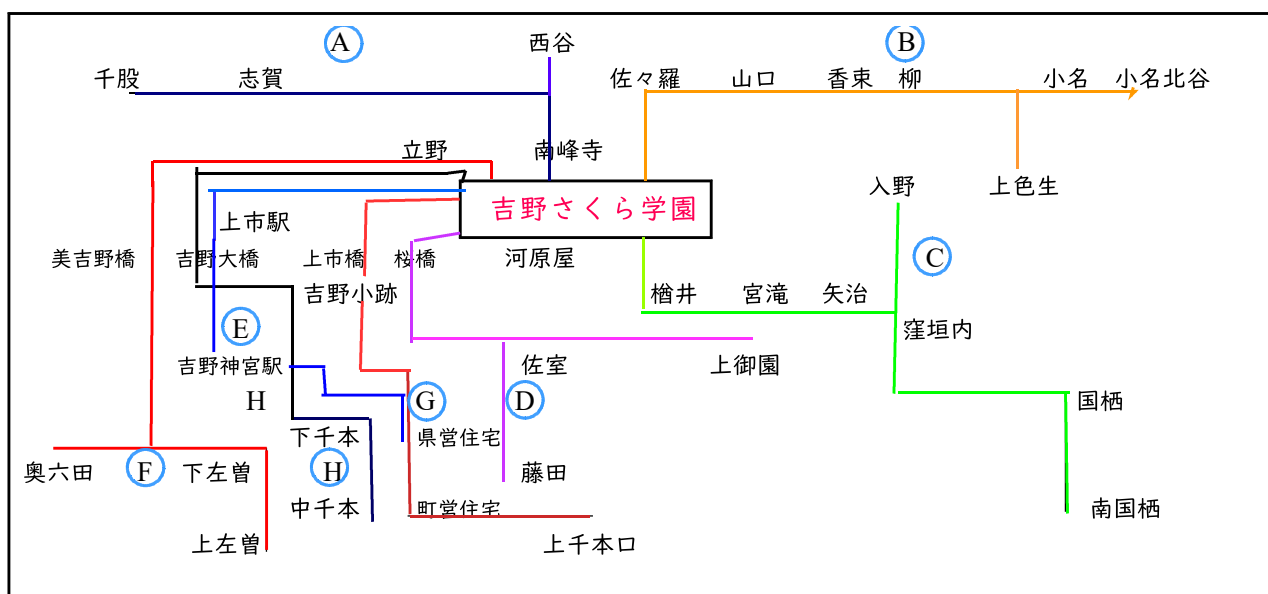 A
西谷
B
千股 志賀
佐々羅 山口 香束 柳 小名 小名北谷
立野 南峰寺
入野 上色生
吉野さくら学園
上市駅
美吉野橋 吉野大橋 上市橋 桜橋 河原屋 C
吉野小跡 楢井 宮滝 矢治
E 窪垣内
吉野神宮駅 佐室 上御園
H G D 国栖
下千本 県営住宅
奥六田 F 下左曽 H 藤田
中千本 町営住宅 南国栖
上左曽 上千本口